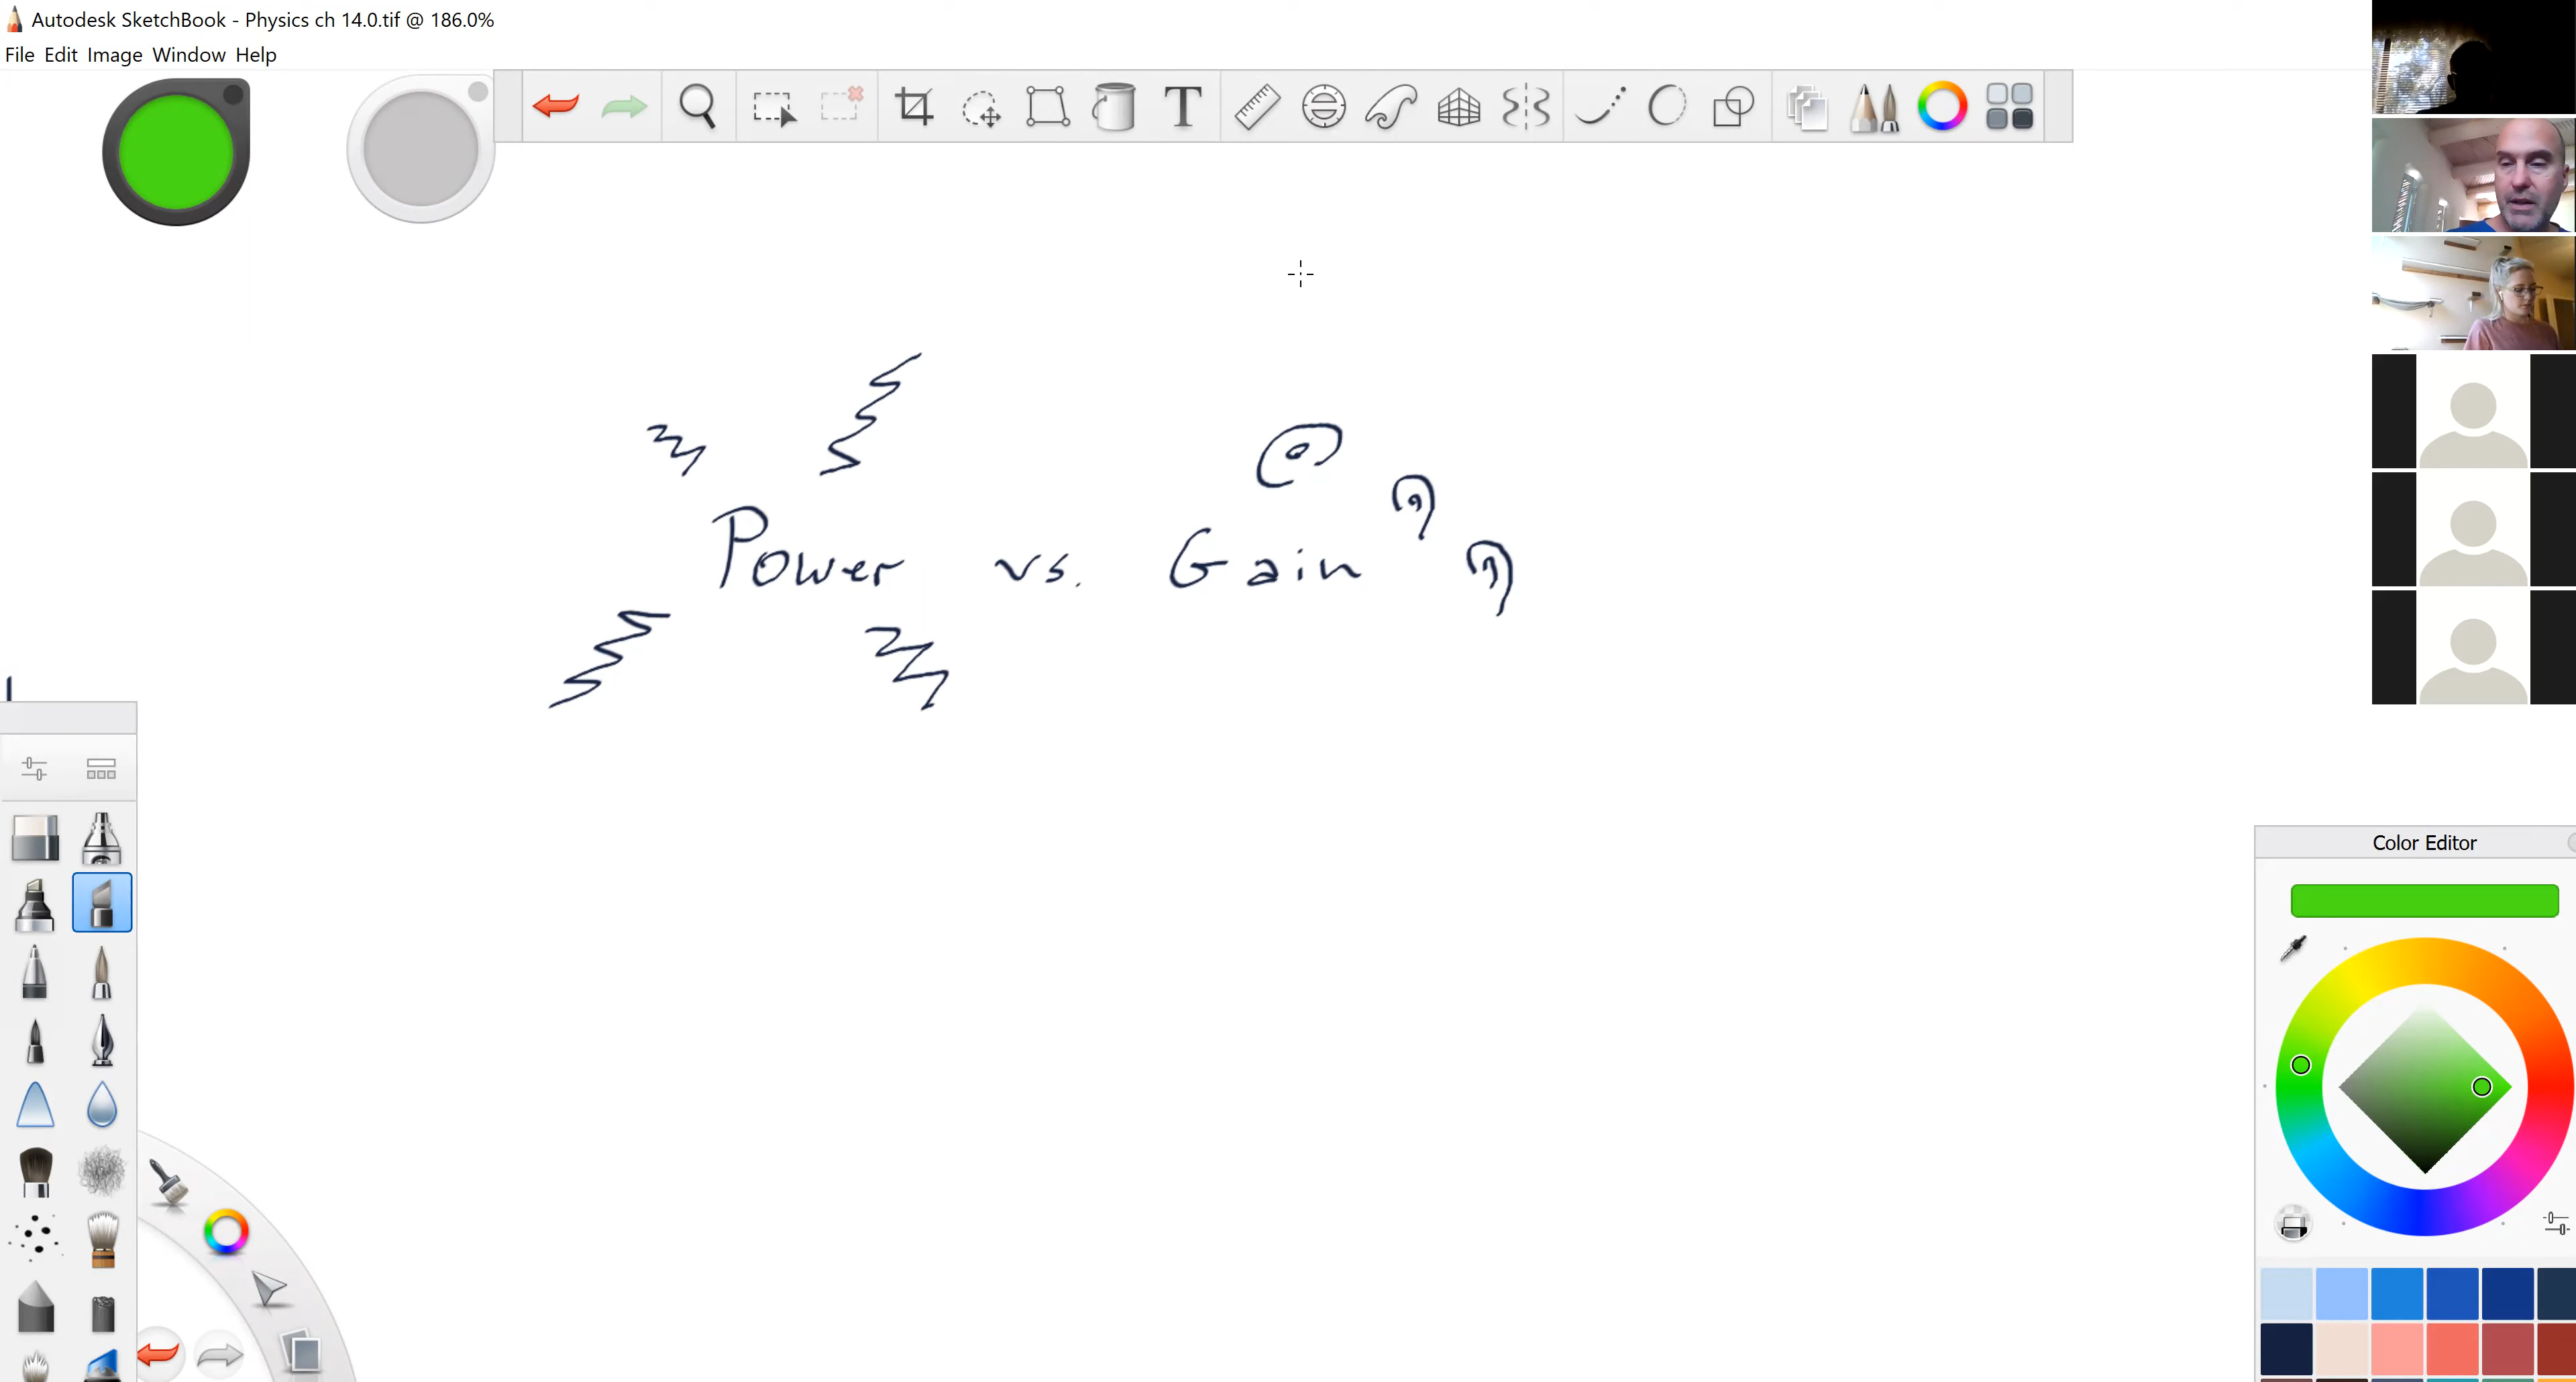 Autodesk SketchBook - Physics ch 14.0.tif @ 186.0%
File Edit Image Window Help
Power vs. Gain
Color Editor